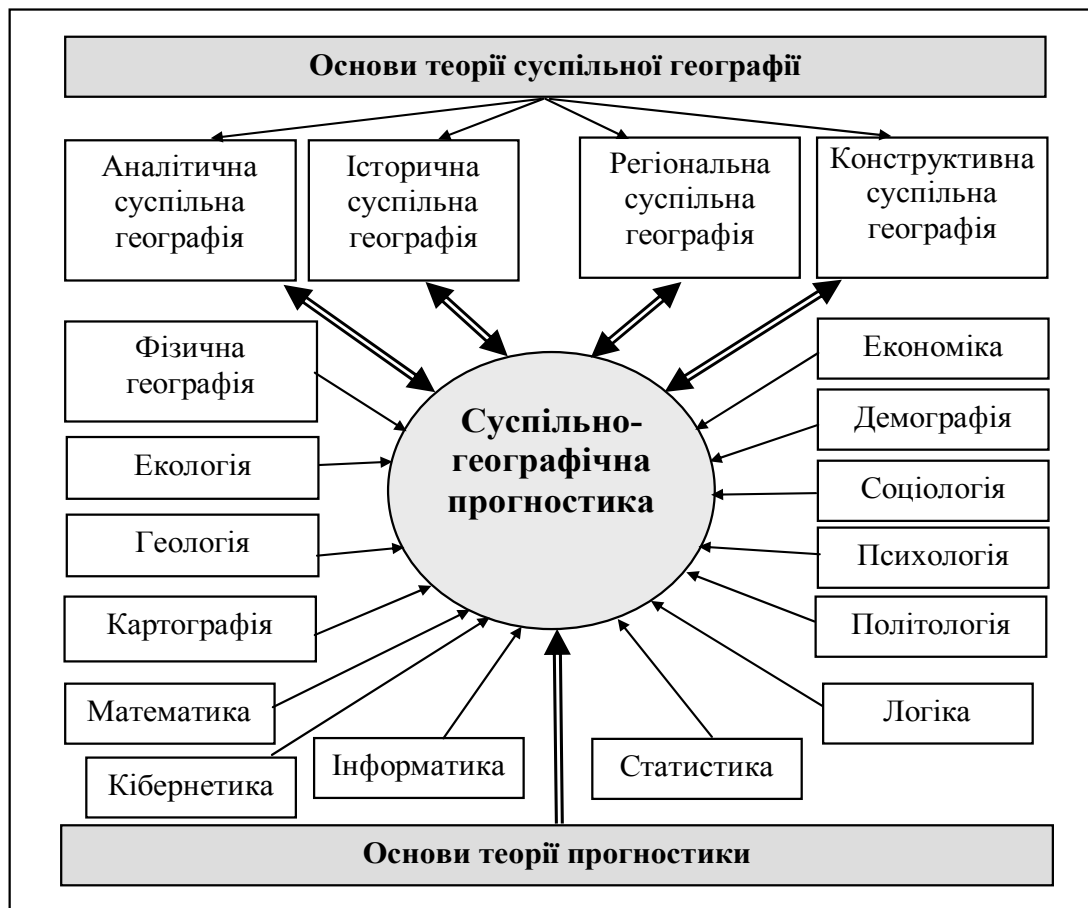 Основи теорії суспільної географії
Аналітична
суспільна
географія
Історична
суспільна
географія
Регіональна
суспільна
географія
Конструктивна
суспільна
географія
Фізична
географія
Екологія
Геологія
Картографія
Математика
Кібернетика
Інформатика
Суспільно-
географічна
прогностика
Економіка
Демографія
Соціологія
Психологія
Політологія
Логіка
Статистика
Основи теорії прогностики